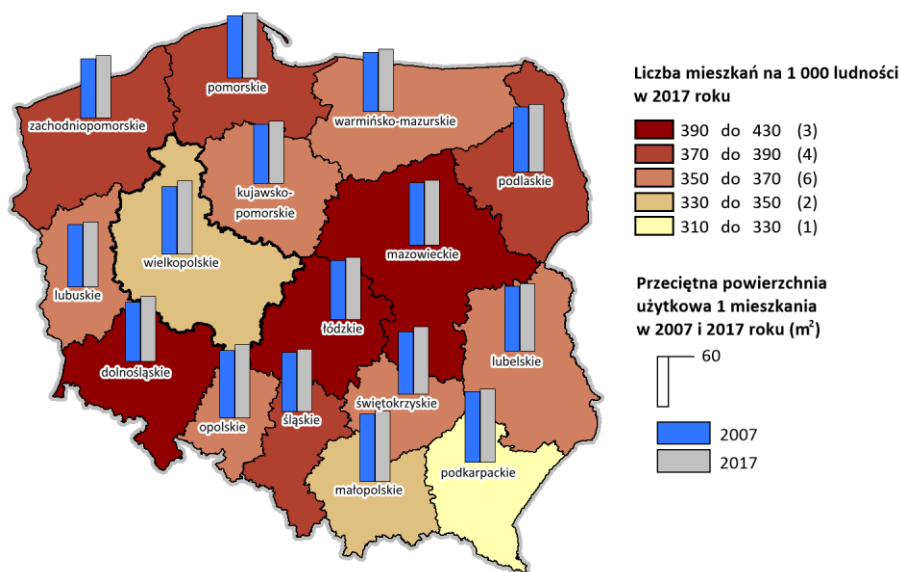 pomorskie
zachodniopomorskie
warmińsko-mazurskie
podlaskie
kujawsko-
pomorskie
wielkopolskie
mazowieckie
lubuskie
łódzkie
lubelskie
dolnośląskie
opolskie
śląskie
świętokrzyskie
małopolskie
podkarpackie
Liczba mieszkań na 1 000 ludności
w 2017 roku
390 do 430 (3)
370 do 390 (4)
350 do 370 (6)
330 do 350 (2)
310 do 330 (1)
Przeciętna powierzchnia
użytkowa 1 mieszkania
w 2007 i 2017 roku (m²)
60
2007
2017